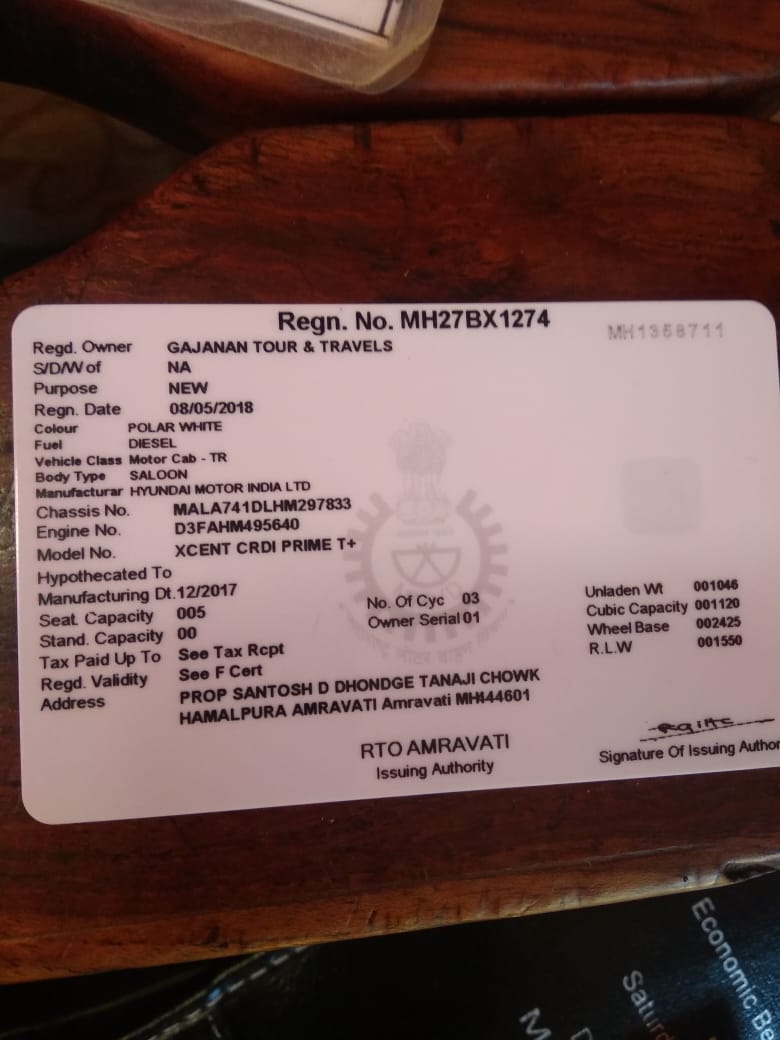 Regn. No. MH27BX1274
MH1358711
Regd. Owner GAJANAN TOUR & TRAVELS
S/D/W of NA
Purpose NEW
Regn. Date 08/05/2018
Colour POLAR WHITE
Fuel DIESEL
Vehicle Class Motor Cab - TR
Body Type SALOON
Manufacturar HYUNDAI MOTOR INDIA LTD
Chassis No. MALA741DLHM297833
Engine No. D3FAHM495640
Model No. XCENT CRDI PRIME T+
Hypothecated To
Manufacturing Dt. 12/2017
Seat. Capacity 005
Stand. Capacity 00
Tax Paid Up To See Tax Rcpt
Regd. Validity See F Cert
No. Of Cyc 03
Owner Serial 01
Unladen Wt 001046
Cubic Capacity 001120
Wheel Base 002425
R.L.W 001550
Address PROP SANTOSH D DHONDGE TANAJI CHOWK
HAMALPURA AMRAVATI Amravati MH444601
RTO AMRAVATI
Issuing Authority
Signature Of Issuing Author
Economic Be
Saturd